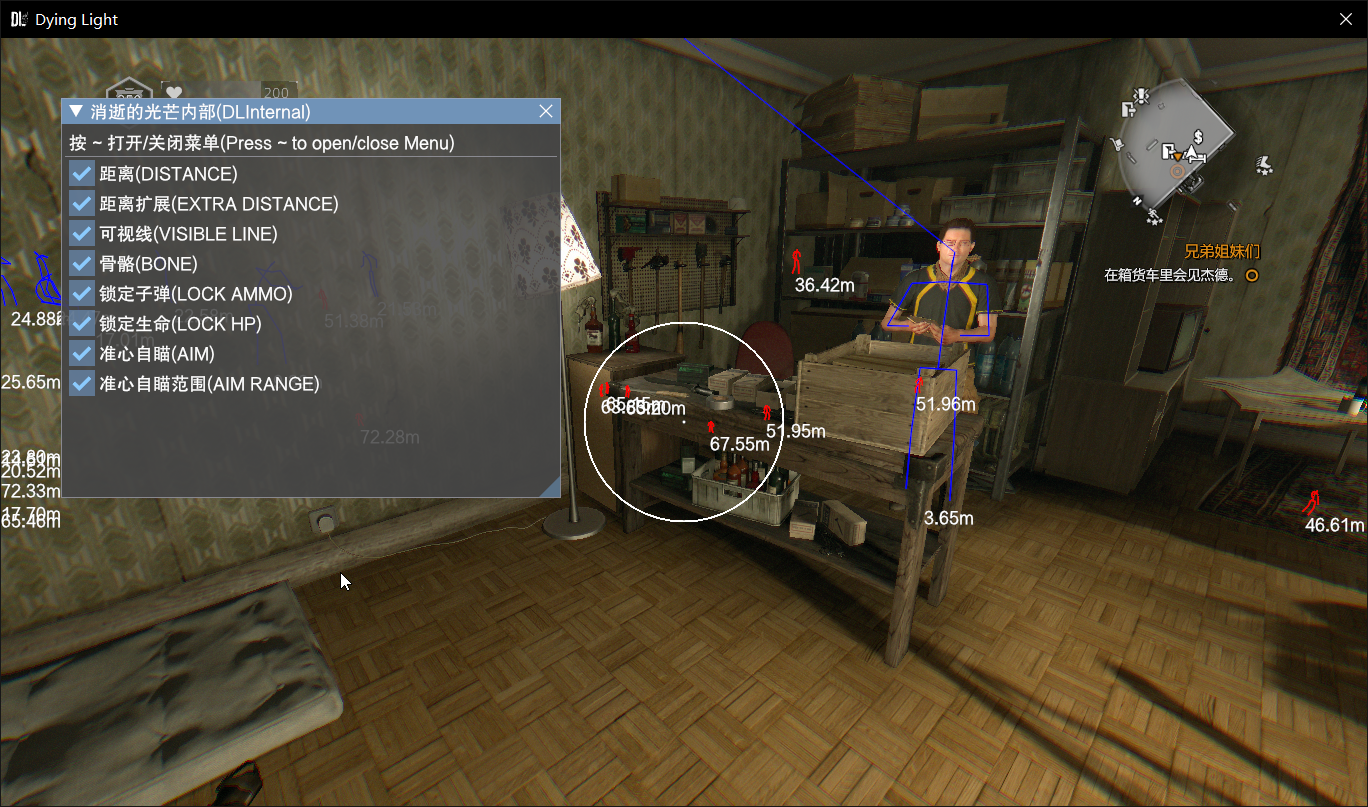 Dying Light
200
消逝的光芒内部(DLInternal)
按 ~ 打开/关闭菜单(Press ~ to open/close Menu)
距离(DISTANCE)
距离扩展(EXTRA DISTANCE)
可视线(VISIBLE LINE)
骨骼(BONE)
锁定子弹(LOCK AMMO)
锁定生命(LOCK HP)
准心自瞄(AIM)
准心自瞄范围(AIM RANGE)
51.38m
17.01m
72.28m
25.65m
20.52m
72.33m
36.42m
51.96m
51.95m
67.55m
3.65m
46.61m
$
N
兄弟姐妹们
在箱货车里会见杰德。